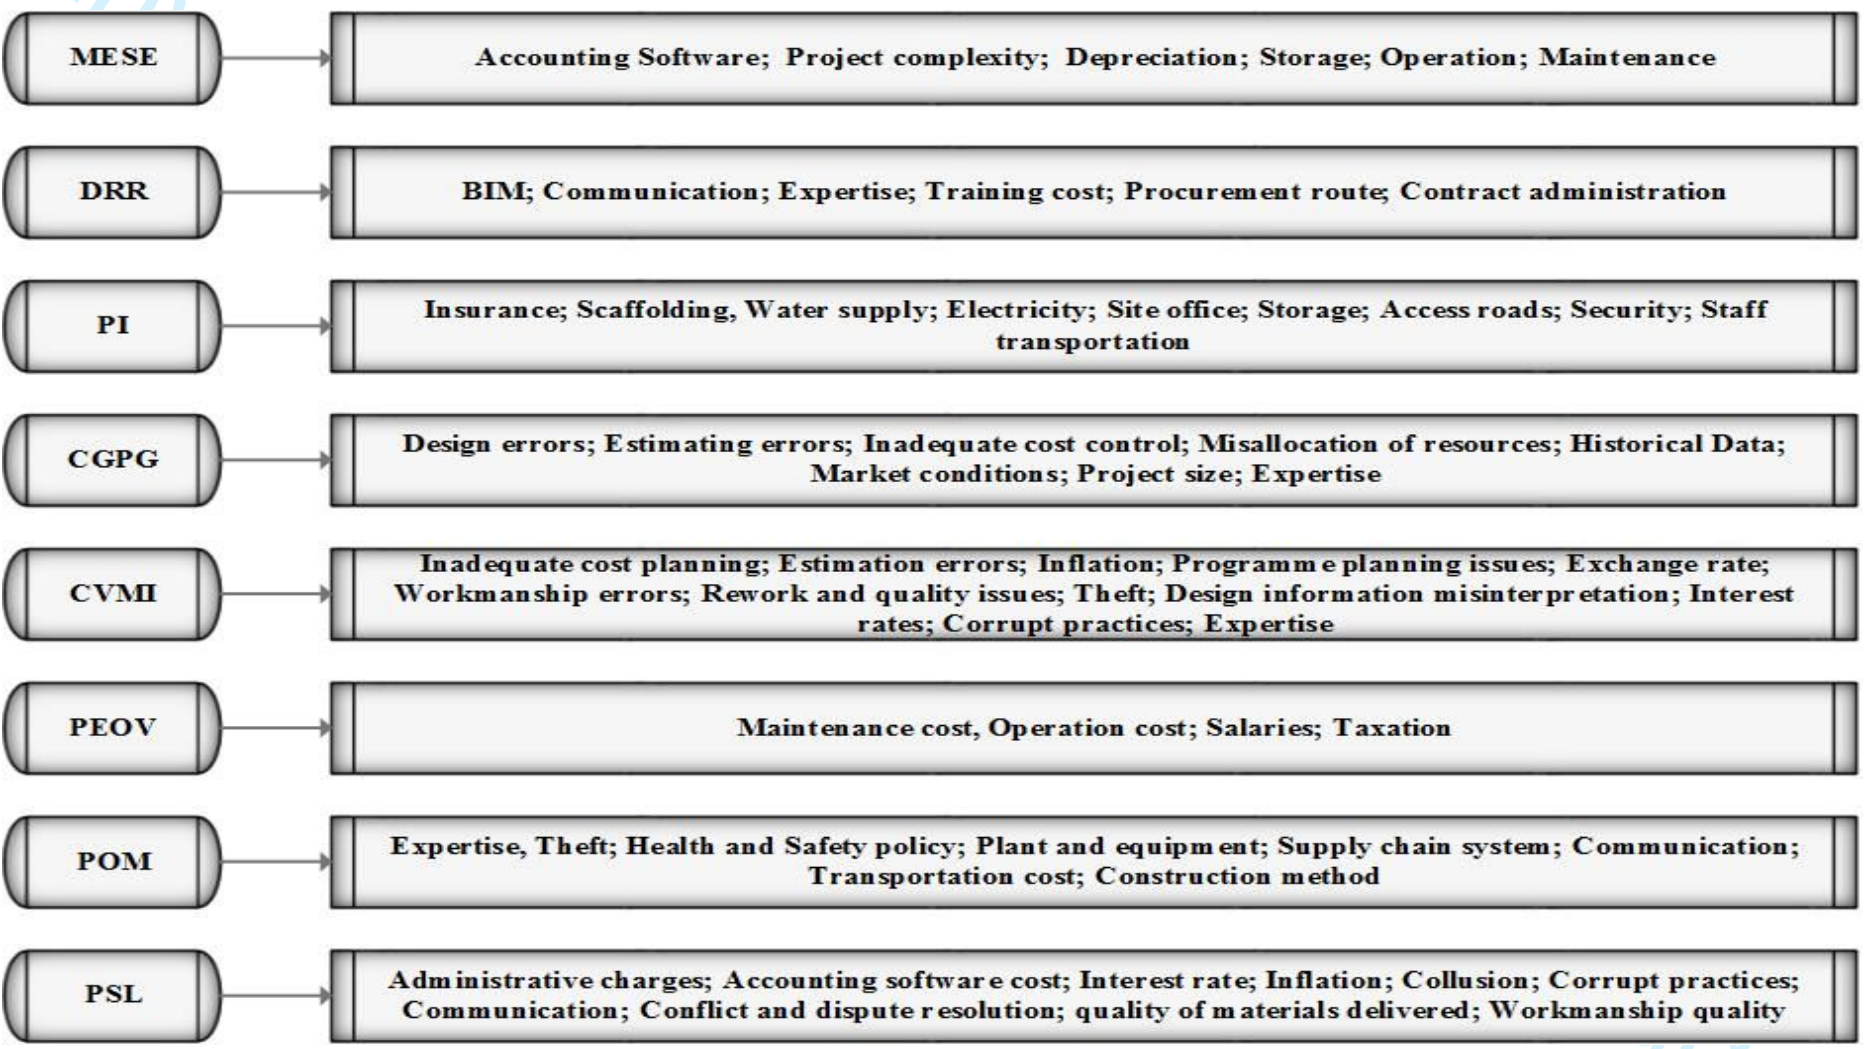 MESE
Accounting Software; Project complexity; Depreciation; Storage; Operation; Maintenance
DRR
BIM; Communication; Expertise; Training cost; Procurement route; Contract administration
PI
Insurance; Scaffolding, Water supply; Electricity; Site office; Storage; Access roads; Security; Staff
transportation
CGPG
Design errors; Estimating errors; Inadequate cost control; Misallocation of resources; Historical Data;
Market conditions; Project size; Expertise
CVMI
Inadequate cost planning; Estimation errors; Inflation; Programme planning issues; Exchange rate;
Workmanship errors; Rework and quality issues; Theft; Design information misinterpretation; Interest
rates; Corrupt practices; Expertise
PEOV
Maintenance cost, Operation cost; Salaries; Taxation
POM
Expertise, Theft; Health and Safety policy; Plant and equipment; Supply chain system; Communication;
Transportation cost; Construction method
PSL
Administrative charges; Accounting software cost; Interest rate; Inflation; Collusion; Corrupt practices;
Communication; Conflict and dispute resolution; quality of materials delivered; Workmanship quality